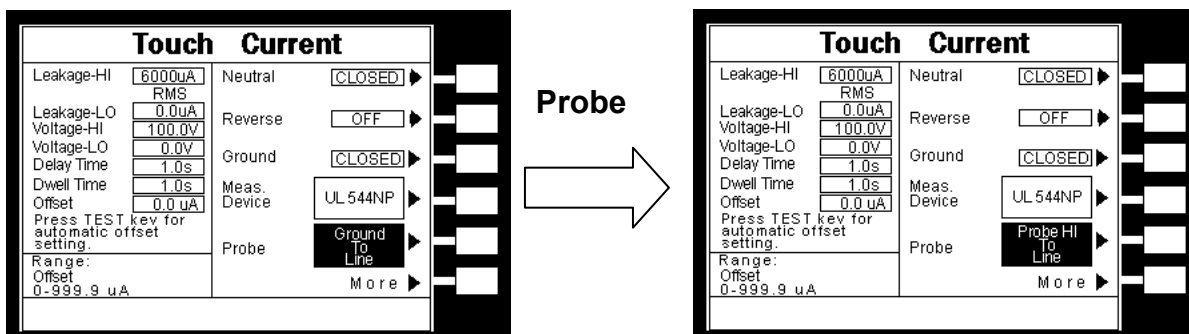 Touch Current
Leakage-HI 6000uA
RMS
Leakage-LO 0.0uA
Voltage-HI 100.0V
Voltage-LO 0.0V
Delay Time 1.0s
Dwell Time 1.0s
Offset 0.0 uA
Press TEST key for
automatic offset
setting.
Range:
Offset
0-999.9 uA
Neutral CLOSED
Reverse OFF
Ground CLOSED
Meas.
Device UL544NP
Probe Ground
To
Line
More
Probe
Touch Current
Leakage-HI 6000uA
RMS
Leakage-LO 0.0uA
Voltage-HI 100.0V
Voltage-LO 0.0V
Delay Time 1.0s
Dwell Time 1.0s
Offset 0.0 uA
Press TEST key for
automatic offset
setting.
Range:
Offset
0-999.9 uA
Neutral CLOSED
Reverse OFF
Ground CLOSED
Meas.
Device UL544NP
Probe Probe HI
To
Line
More